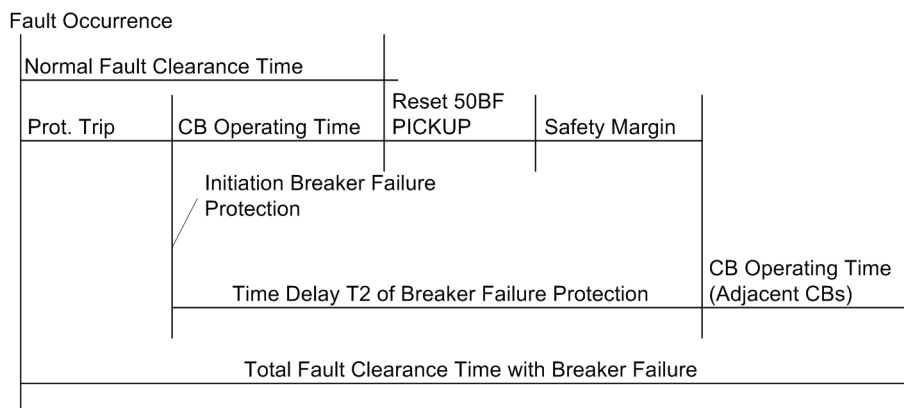 Fault Occurrence
Normal Fault Clearance Time
Prot. Trip
CB Operating Time
Reset 50BF
PICKUP
Safety Margin
Initiation Breaker Failure
Protection
Time Delay T2 of Breaker Failure Protection
CB Operating Time
(Adjacent CBs)
Total Fault Clearance Time with Breaker Failure